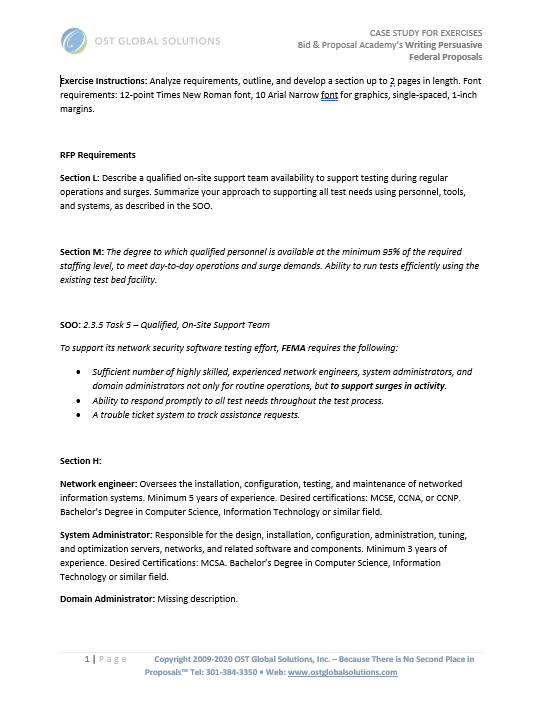 OST GLOBAL SOLUTIONS
CASE STUDY FOR EXERCISES
Bid & Proposal Academy's Writing Persuasive
Federal Proposals
Exercise Instructions: Analyze requirements, outline, and develop a section up to 2 pages in length. Font
requirements: 12-point Times New Roman font, 10 Arial Narrow font for graphics, single-spaced, 1-inch
margins.
RFP Requirements
Section L: Describe a qualified on-site support team availability to support testing during regular
operations and surges. Summarize your approach to supporting all test needs using personnel, tools,
and systems, as described in the SOO.
Section M: The degree to which qualified personnel is available at the minimum 95% of the required
staffing level, to meet day-to-day operations and surge demands. Ability to run tests efficiently using the
existing test bed facility.
SOO: 2.3.5 Task 5 – Qualified, On-Site Support Team
To support its network security software testing effort, FEMA requires the following:
• Sufficient number of highly skilled, experienced network engineers, system administrators, and
domain administrators not only for routine operations, but to support surges in activity.
• Ability to respond promptly to all test needs throughout the test process.
• A trouble ticket system to track assistance requests.
Section H:
Network engineer: Oversees the installation, configuration, testing, and maintenance of networked
information systems. Minimum 5 years of experience. Desired certifications: MCSE, CCNA, or CCNP.
Bachelor's Degree in Computer Science, Information Technology or similar field.
System Administrator: Responsible for the design, installation, configuration, administration, tuning,
and optimization servers, networks, and related software and components. Minimum 3 years of
experience. Desired Certifications: MCSA. Bachelor's Degree in Computer Science, Information
Technology or similar field.
Domain Administrator: Missing description.
1 | Page Copyright 2009-2020 OST Global Solutions, Inc. – Because There is No Second Place in
Proposals™ Tel: 301-384-3350 • Web: www.ostglobalsolutions.com